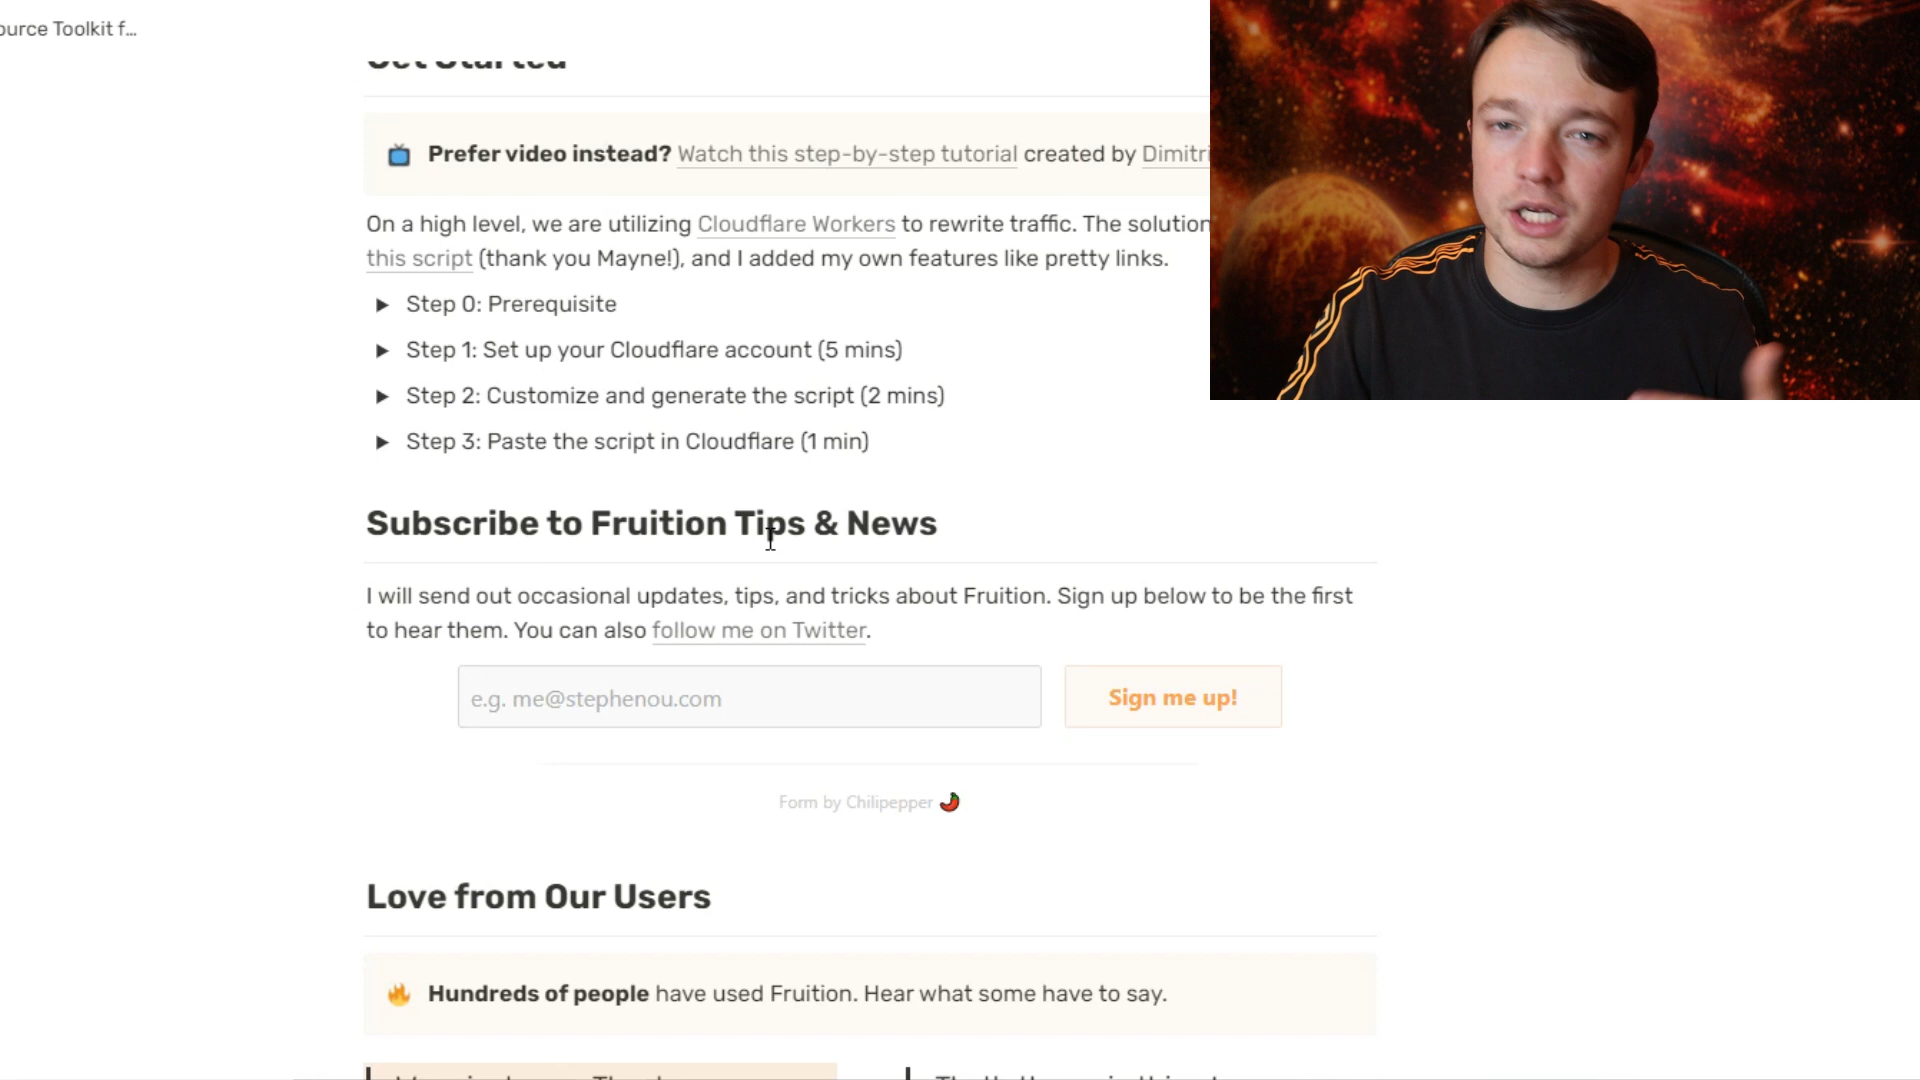 ource Toolkit f...
Get Started
Prefer video instead? Watch this step-by-step tutorial created by Dimitri
On a high level, we are utilizing Cloudflare Workers to rewrite traffic. The solution
this script (thank you Mayne!), and I added my own features like pretty links.
Step 0: Prerequisite
Step 1: Set up your Cloudflare account (5 mins)
Step 2: Customize and generate the script (2 mins)
Step 3: Paste the script in Cloudflare (1 min)
Subscribe to Fruition Tips & News
I will send out occasional updates, tips, and tricks about Fruition. Sign up below to be the first
to hear them. You can also follow me on Twitter.
e.g. me@stephenou.com
Sign me up!
Form by Chilipepper
Love from Our Users
Hundreds of people have used Fruition. Hear what some have to say.